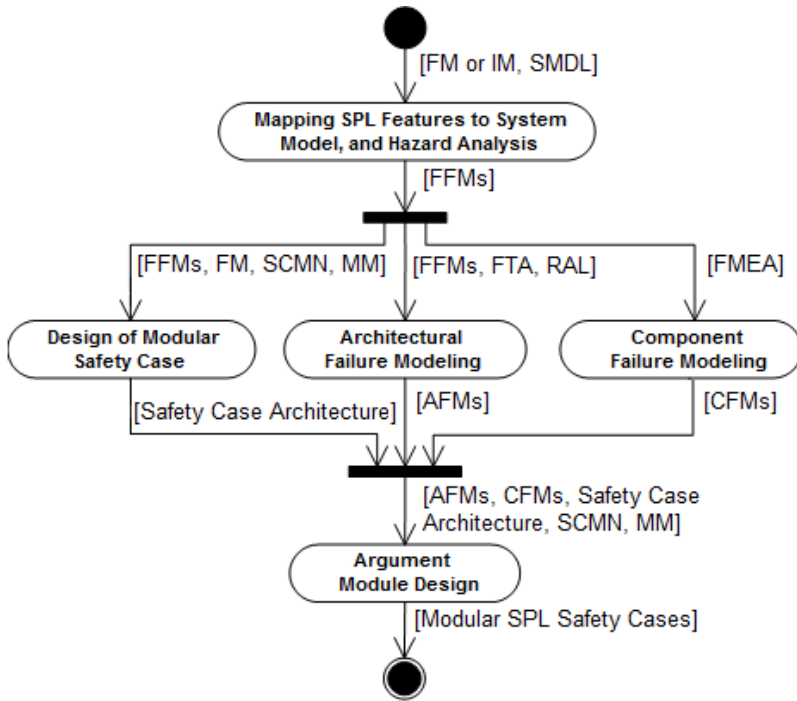 [FM or IM, SMDL]
Mapping SPL Features to System
Model, and Hazard Analysis
[FFMs]
[FFMs, FM, SCMN, MM]
[FFMs, FTA, RAL]
[FMEA]
Design of Modular
Safety Case
Architectural
Failure Modeling
Component
Failure Modeling
[Safety Case Architecture]
[AFMs]
[CFMs]
[AFMs, CFMs, Safety Case
Architecture, SCMN, MM]
Argument
Module Design
[Modular SPL Safety Cases]